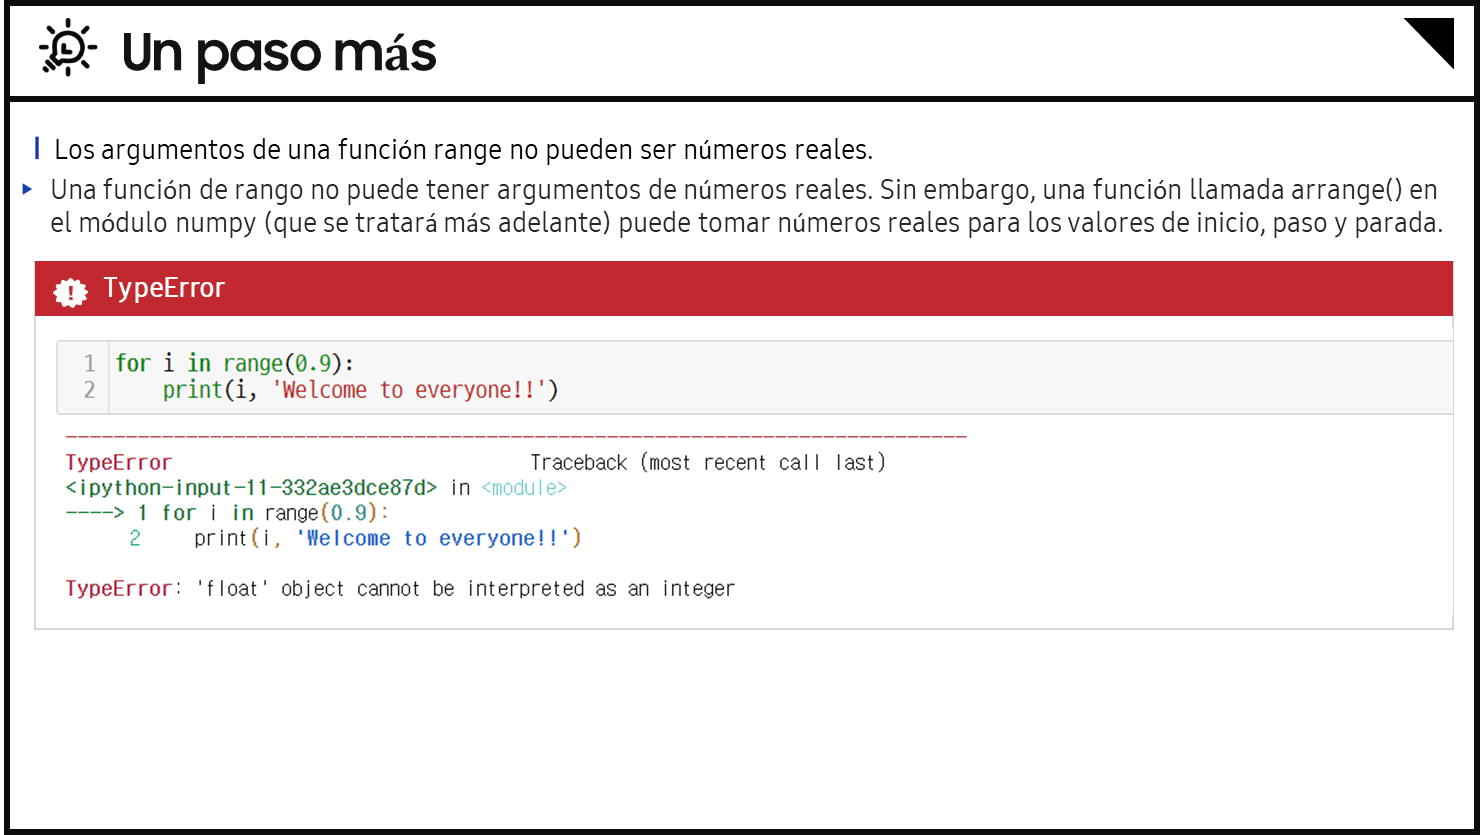 Un paso más
Los argumentos de una función range no pueden ser números reales.
Una función de rango no puede tener argumentos de números reales. Sin embargo, una función llamada arrange() en
el módulo numpy (que se tratará más adelante) puede tomar números reales para los valores de inicio, paso y parada.
TypeError
1 for i in range(0.9):
2     print(i, 'Welcome to everyone!!')
---------------------------------------------------------------------------
TypeError                                 Traceback (most recent call last)
<ipython-input-11-332ae3dce87d> in <module>
----> 1 for i in range(0.9):
      2     print(i, 'Welcome to everyone!!')
TypeError: 'float' object cannot be interpreted as an integer